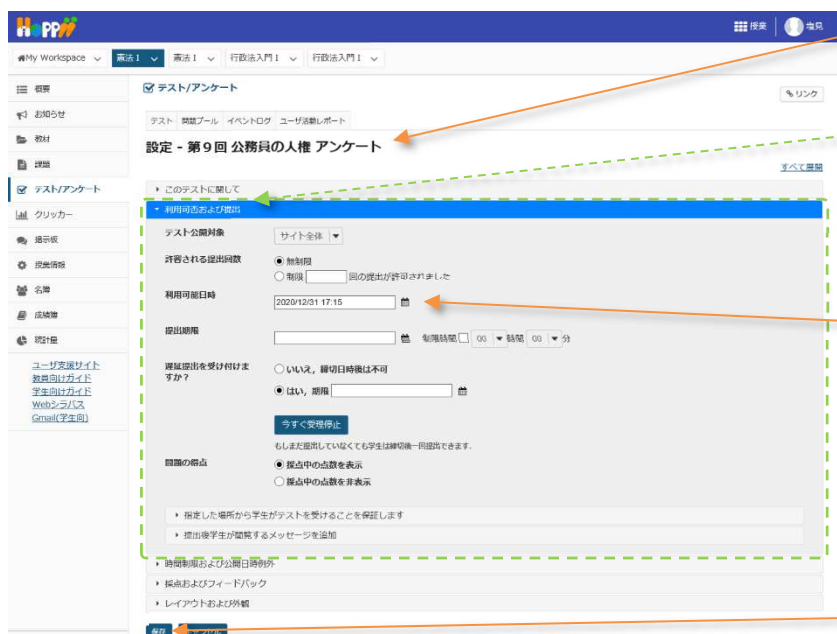 HoPPii 授業 塩見
My Workspace 憲法1 憲法1 行政法入門I 行政法入門I
概要
お知らせ
教材
課題
テスト/アンケート
クリッカー
掲示板
授業情報
名簿
成績簿
統計量
ユーザ支援サイト
教員向けガイド
学生向けガイド
Webシラバス
Gmail(学生向)
テスト/アンケート
リンク
テスト 問題プール イベントログ ユーザ活動レポート
設定 - 第9回 公務員の人権 アンケート
すべて展開
このテストに関して
利用可否および提出
テスト公開対象 サイト全体
許容される提出回数 無制限
制限 回の提出が許可されました
利用可能日時 2020/12/31 17:15
提出期限 制限時間 00 時間 00 分
遅延提出を受け付けま
すか？
いいえ，締切日時後は不可
はい，期限
今すぐ受理停止
もしまだ提出していなくても学生は締切後一回提出できます．
問題の得点 採点中の点数を表示
採点中の点数を非表示
指定した場所から学生がテストを受けることを保証します
提出後学生が閲覧するメッセージを追加
時間制限および公開日時例外
採点およびフィードバック
レイアウトおよび外観
保存